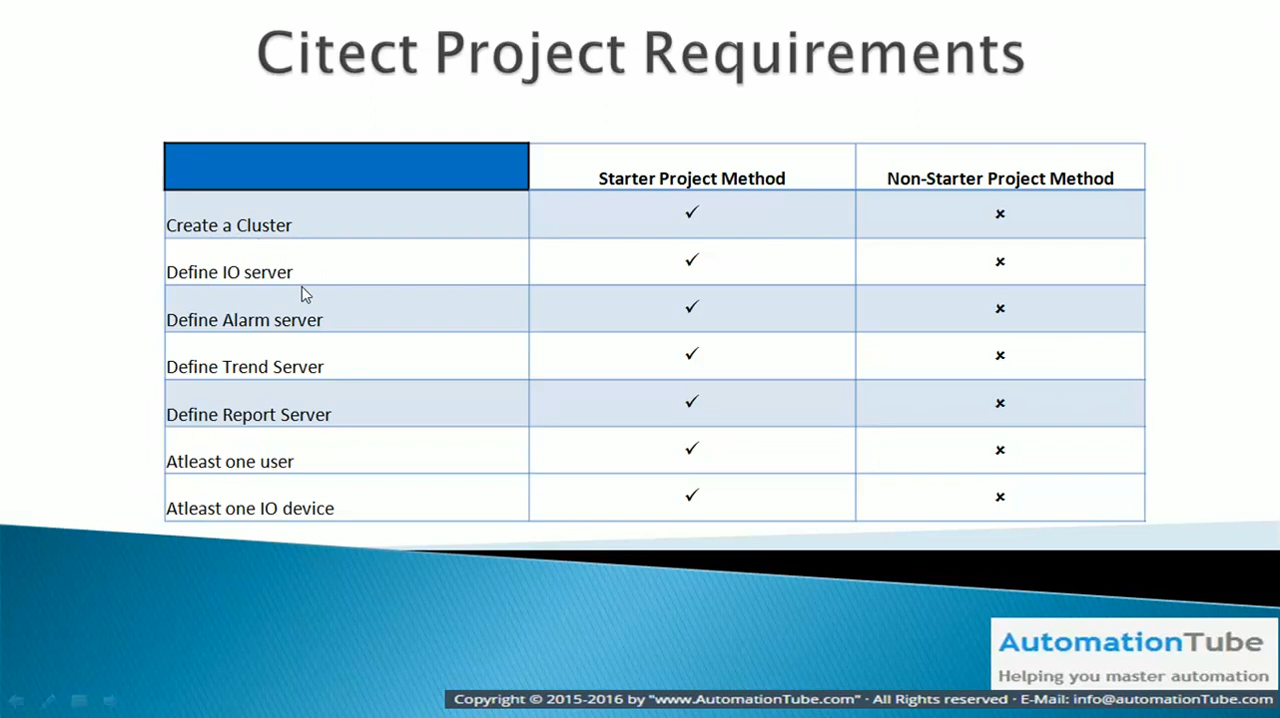 Citect Project Requirements
Starter Project Method Non-Starter Project Method
Create a Cluster ✓ ×
Define IO server ✓ ×
Define Alarm server ✓ ×
Define Trend Server ✓ ×
Define Report Server ✓ ×
Atleast one user ✓ ×
Atleast one IO device ✓ ×
AutomationTube
Helping you master automation
Copyright © 2015-2016 by "www.AutomationTube.com" · All Rights reserved · E-Mail: info@automationTube.com